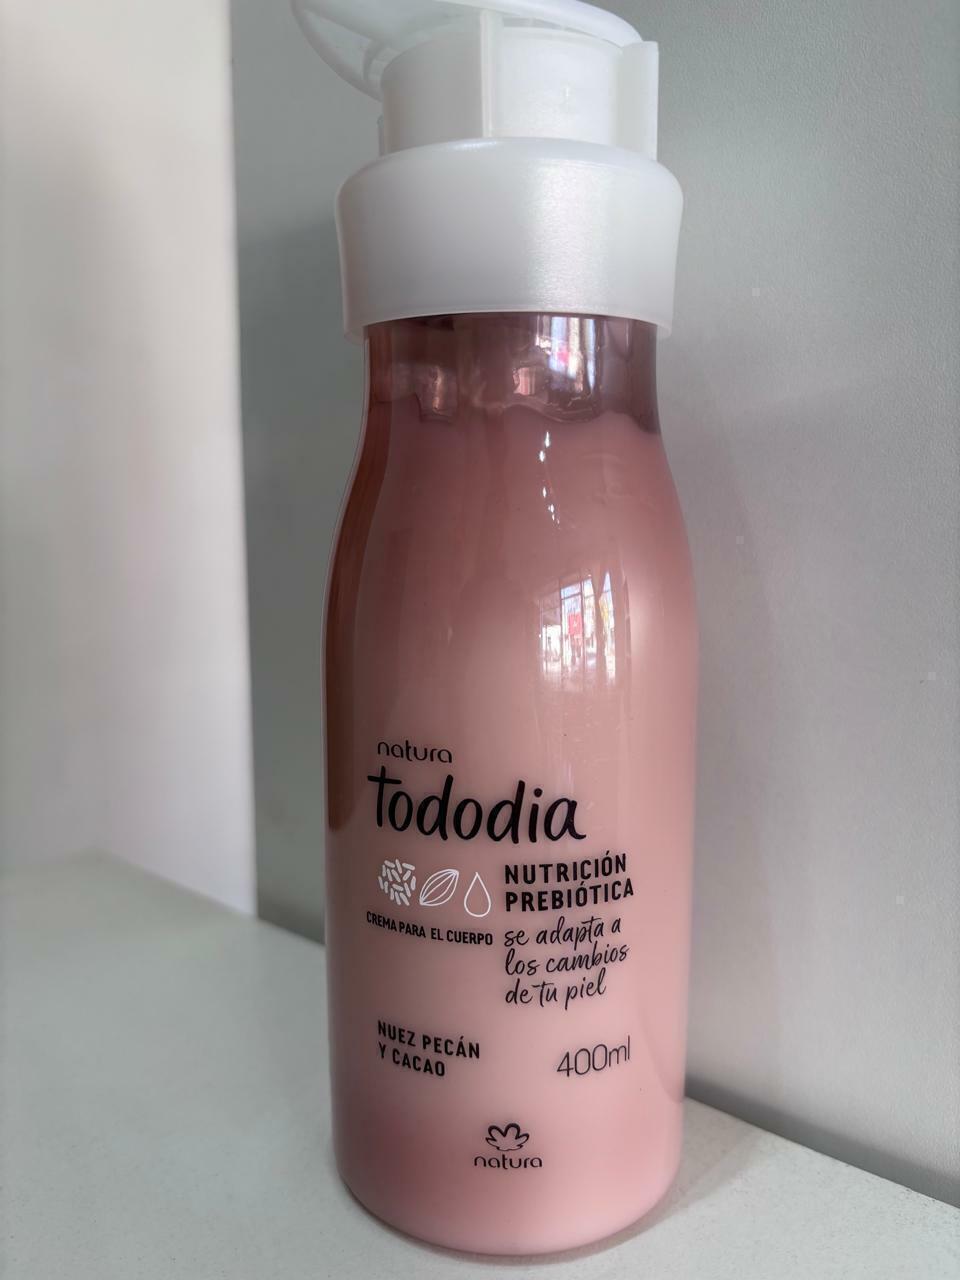 natura
tododia
NUTRICIÓN
PREBIÓTICA
CREMA PARA EL CUERPO
se adapta a
los cambios
de tu piel
NUEZ PECÁN
Y CACAO
400ml
natura